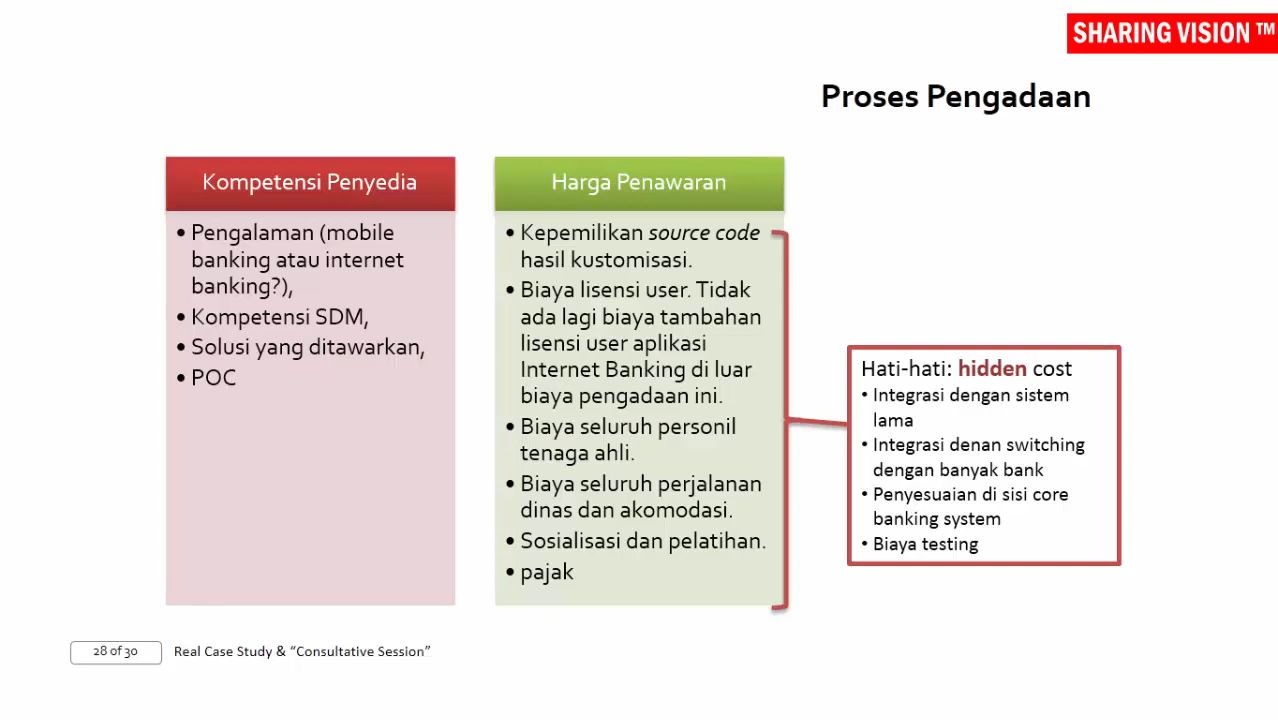 SHARING VISION ™
Proses Pengadaan
Kompetensi Penyedia
• Pengalaman (mobile
banking atau internet
banking?),
• Kompetensi SDM,
• Solusi yang ditawarkan,
• POC
Harga Penawaran
• Kepemilikan source code
hasil kustomisasi.
• Biaya lisensi user. Tidak
ada lagi biaya tambahan
lisensi user aplikasi
Internet Banking di luar
biaya pengadaan ini.
• Biaya seluruh personil
tenaga ahli.
• Biaya seluruh perjalanan
dinas dan akomodasi.
• Sosialisasi dan pelatihan.
• pajak
Hati-hati: hidden cost
• Integrasi dengan sistem
lama
• Integrasi denan switching
dengan banyak bank
• Penyesuaian di sisi core
banking system
• Biaya testing
28 of 30
Real Case Study & “Consultative Session”